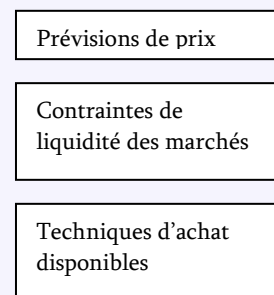 Prévisions de prix
Contraintes de
liquidité des marchés
Techniques d’achat
disponibles